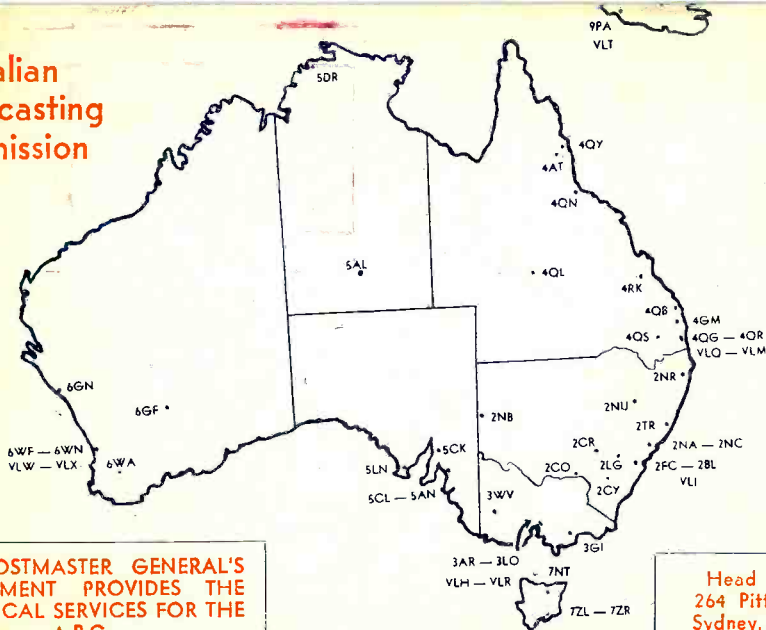 9PA
VLT
alian
casting
nission
5DR
4QY
4AT
4QN
5AL
4QL
4RK
4QB
4GM
4QS
4QG — 4QR
VLQ — VLM
2NR
6GN
6GF
2NB
2NU
2TR
6WF — 6WN
VLW — VLX
6WA
5CK
2CR
2NA — 2NC
5LN
2CO
2LG
2FC — 2BL
VLI
2CY
5CL — 5AN
3WV
3GI
3AR — 3LO
VLH — VLR
7NT
7ZL — 7ZR
OSTMASTER GENERAL'S
MENT PROVIDES THE
CAL SERVICES FOR THE
A.B.C.
Head
264 Pitt
Sydney.